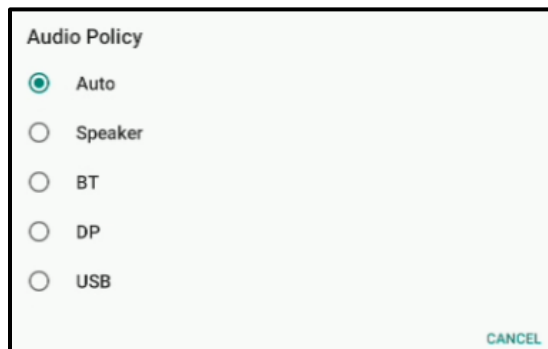 Audio Policy
Auto
Speaker
BT
DP
USB
CANCEL